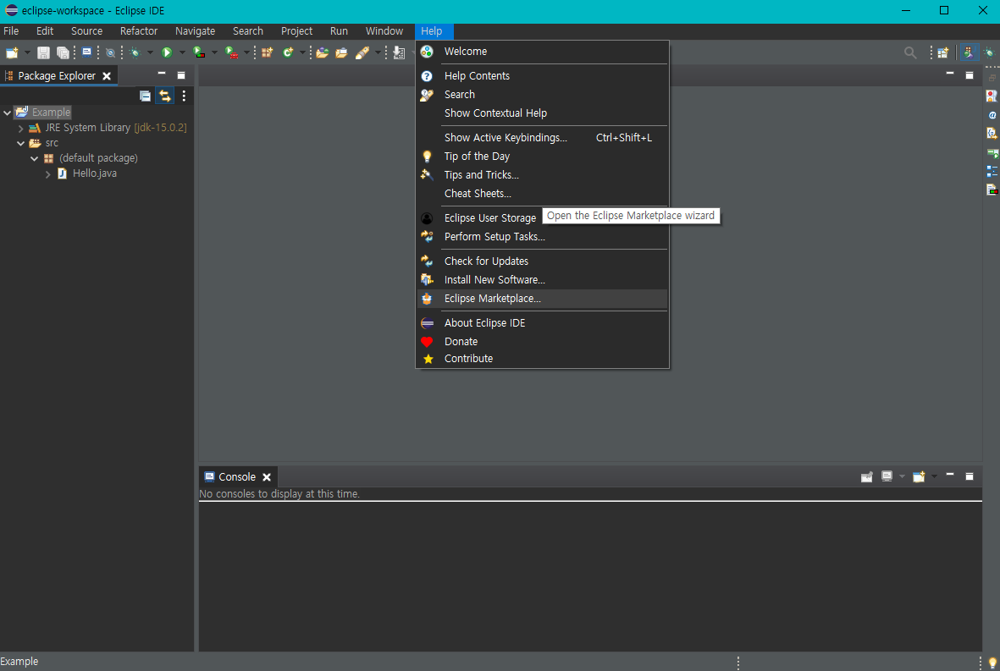 eclipse-workspace - Eclipse IDE
File Edit Source Refactor Navigate Search Project Run Window Help
Package Explorer
Example
JRE System Library [jdk-15.0.2]
src
(default package)
Hello.java
Welcome
Help Contents
Search
Show Contextual Help
Show Active Keybindings... Ctrl+Shift+L
Tip of the Day
Tips and Tricks...
Cheat Sheets...
Eclipse User Storage
Open the Eclipse Marketplace wizard
Perform Setup Tasks...
Check for Updates
Install New Software...
Eclipse Marketplace...
About Eclipse IDE
Donate
Contribute
Console
No consoles to display at this time.
Example